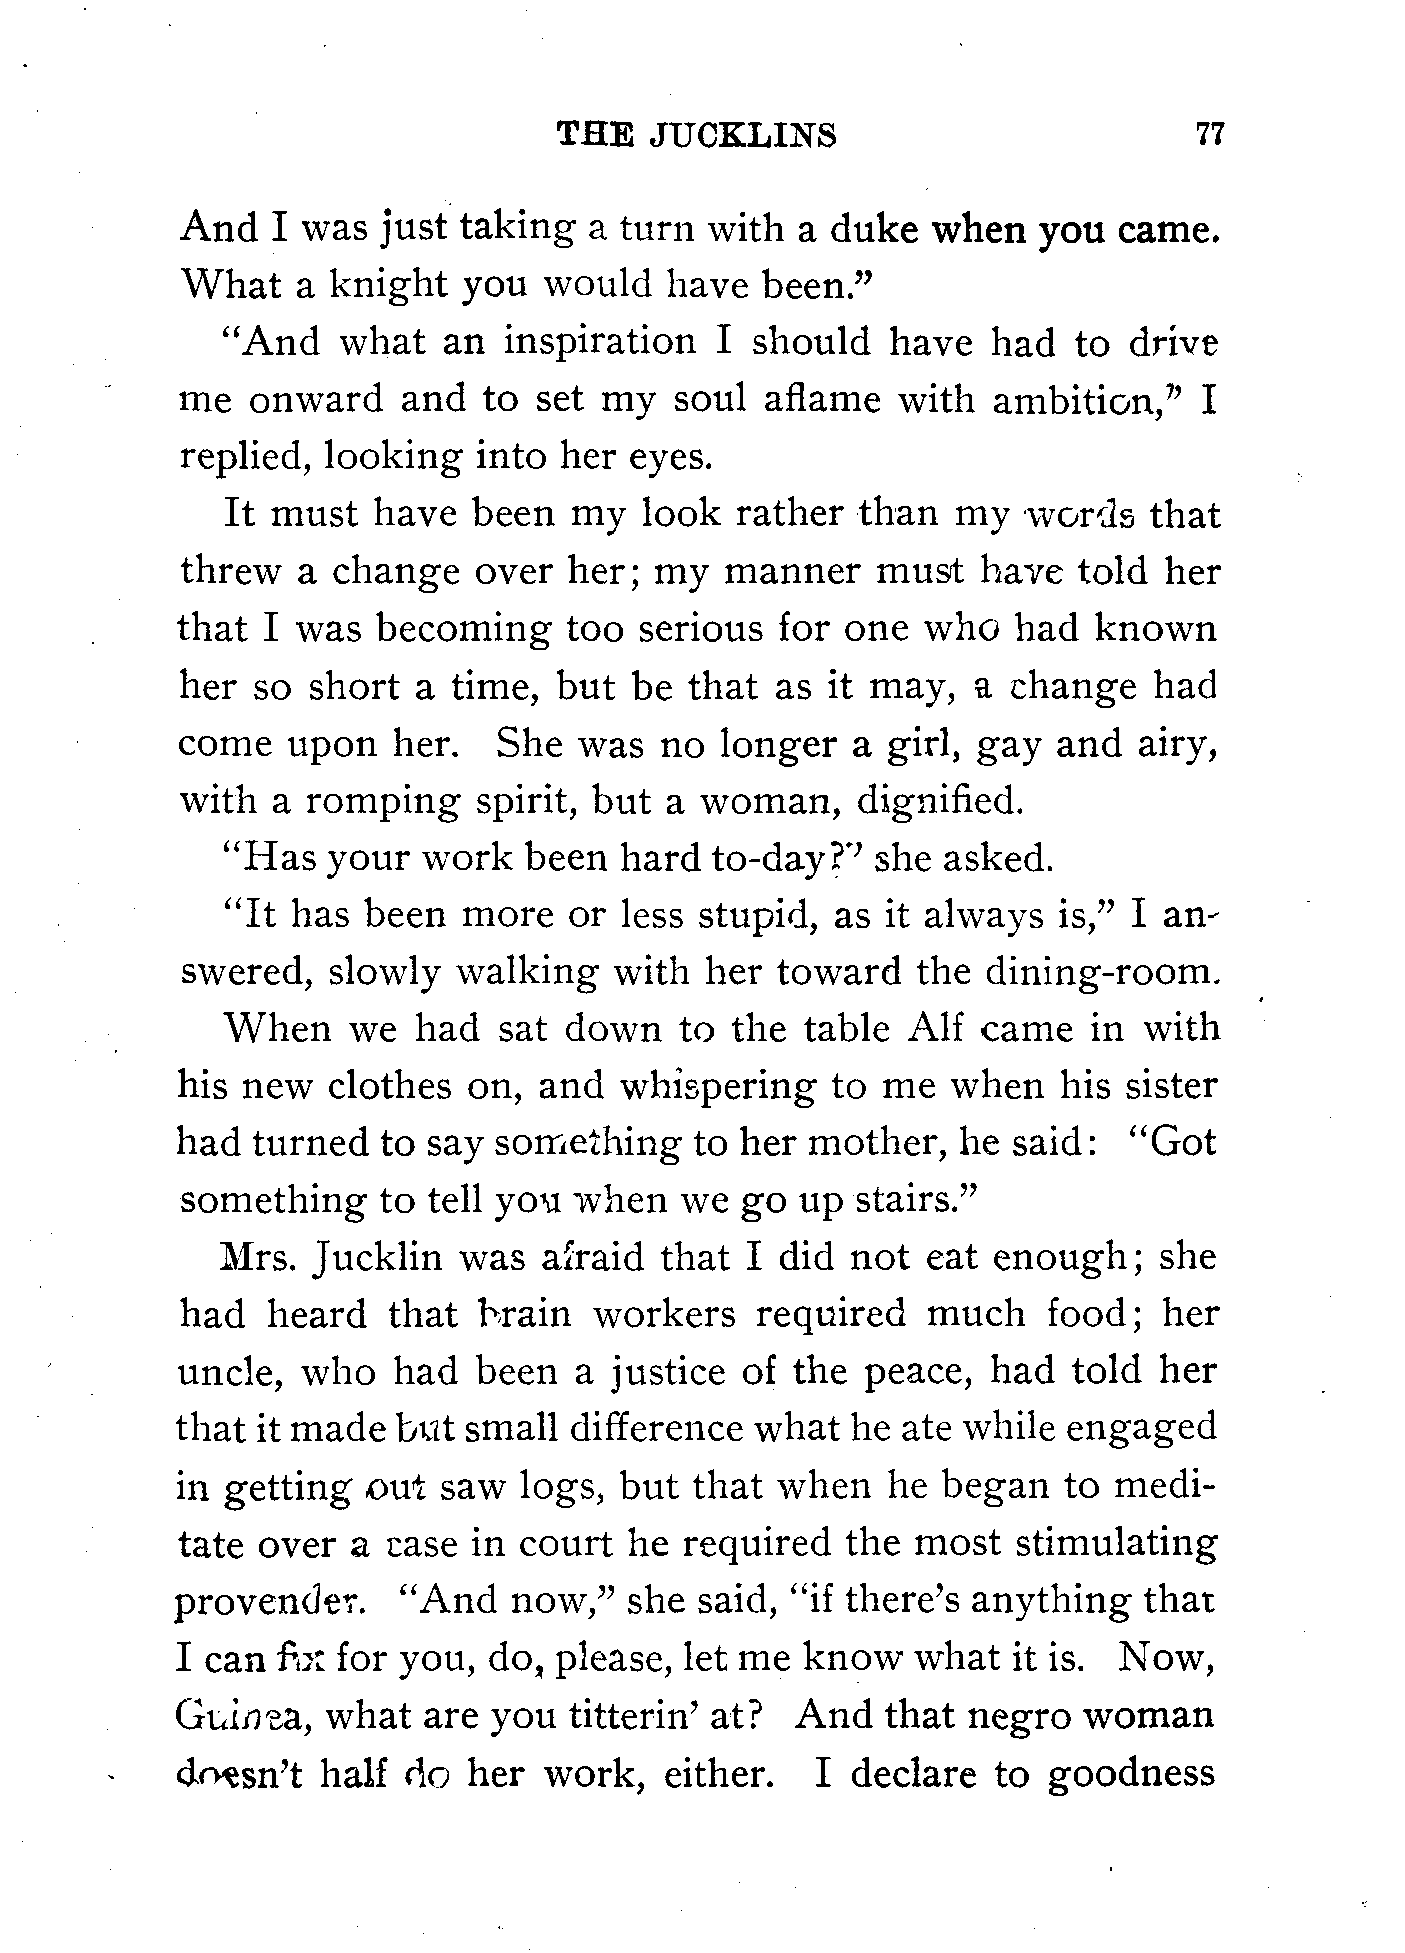 THE JUCKLINS 77
And I was just taking a turn with a duke when you came.
What a knight you would have been.”
“And what an inspiration I should have had to drive
me onward and to set my soul aflame with ambition,” I
replied, looking into her eyes.
It must have been my look rather than my words that
threw a change over her; my manner must have told her
that I was becoming too serious for one who had known
her so short a time, but be that as it may, a change had
come upon her. She was no longer a girl, gay and airy,
with a romping spirit, but a woman, dignified.
“Has your work been hard to-day?” she asked.
“It has been more or less stupid, as it always is,” I an-
swered, slowly walking with her toward the dining-room.
When we had sat down to the table Alf came in with
his new clothes on, and whispering to me when his sister
had turned to say something to her mother, he said: “Got
something to tell you when we go up stairs.”
Mrs. Jucklin was afraid that I did not eat enough; she
had heard that brain workers required much food; her
uncle, who had been a justice of the peace, had told her
that it made but small difference what he ate while engaged
in getting out saw logs, but that when he began to medi-
tate over a case in court he required the most stimulating
provender. “And now,” she said, “if there’s anything that
I can fix for you, do, please, let me know what it is. Now,
Guinea, what are you titterin’ at? And that negro woman
doesn’t half do her work, either. I declare to goodness